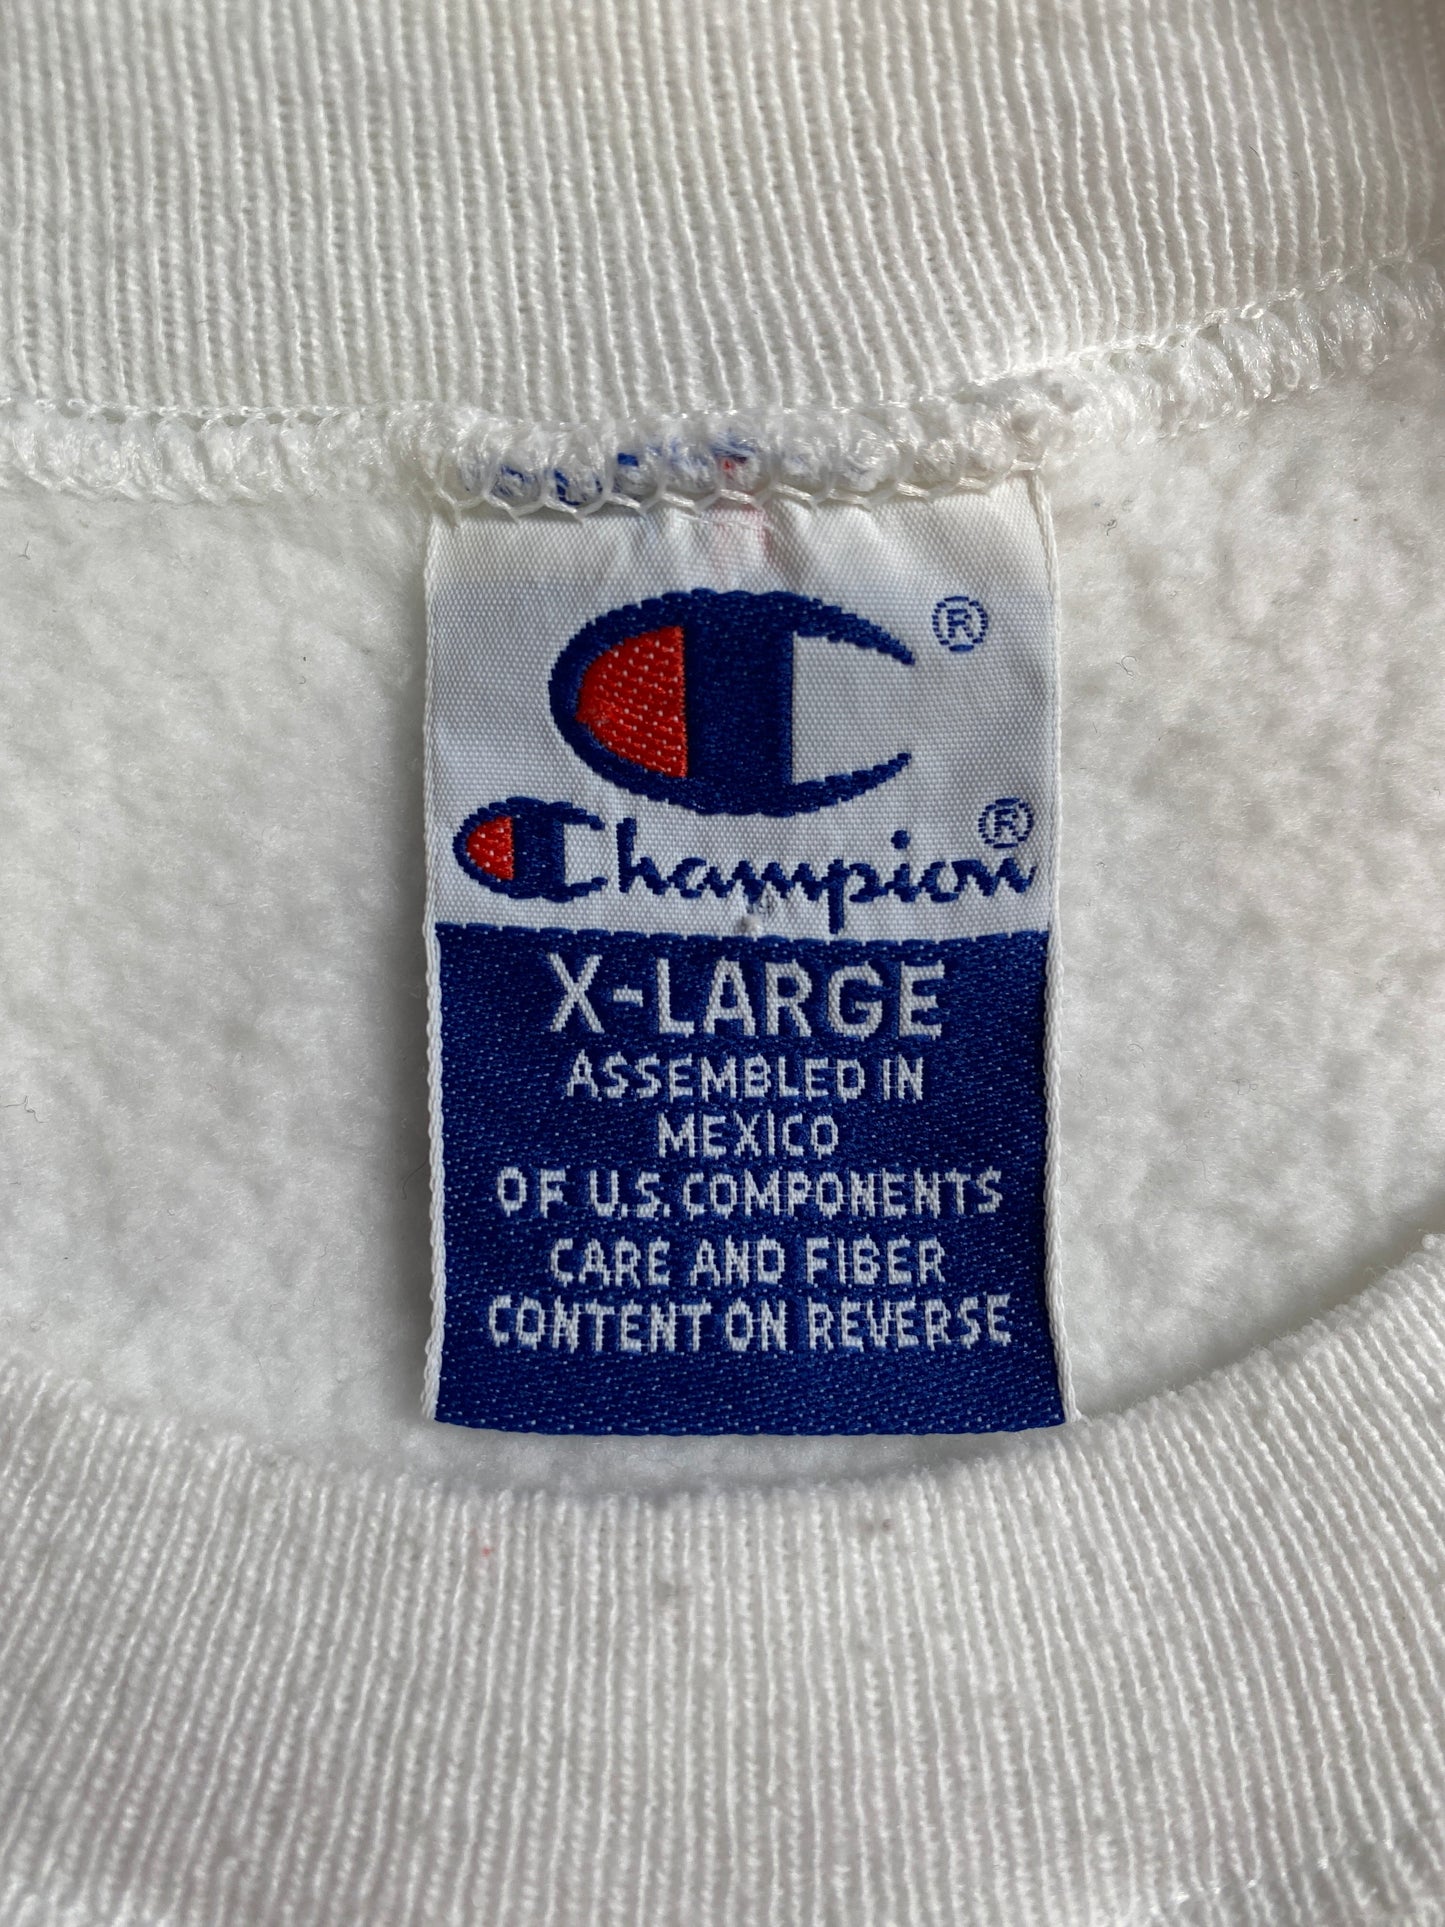 ®
Champion®
X-LARGE
ASSEMBLED IN
MEXICO
OF U.S. COMPONENTS
CARE AND FIBER
CONTENT ON REVERSE